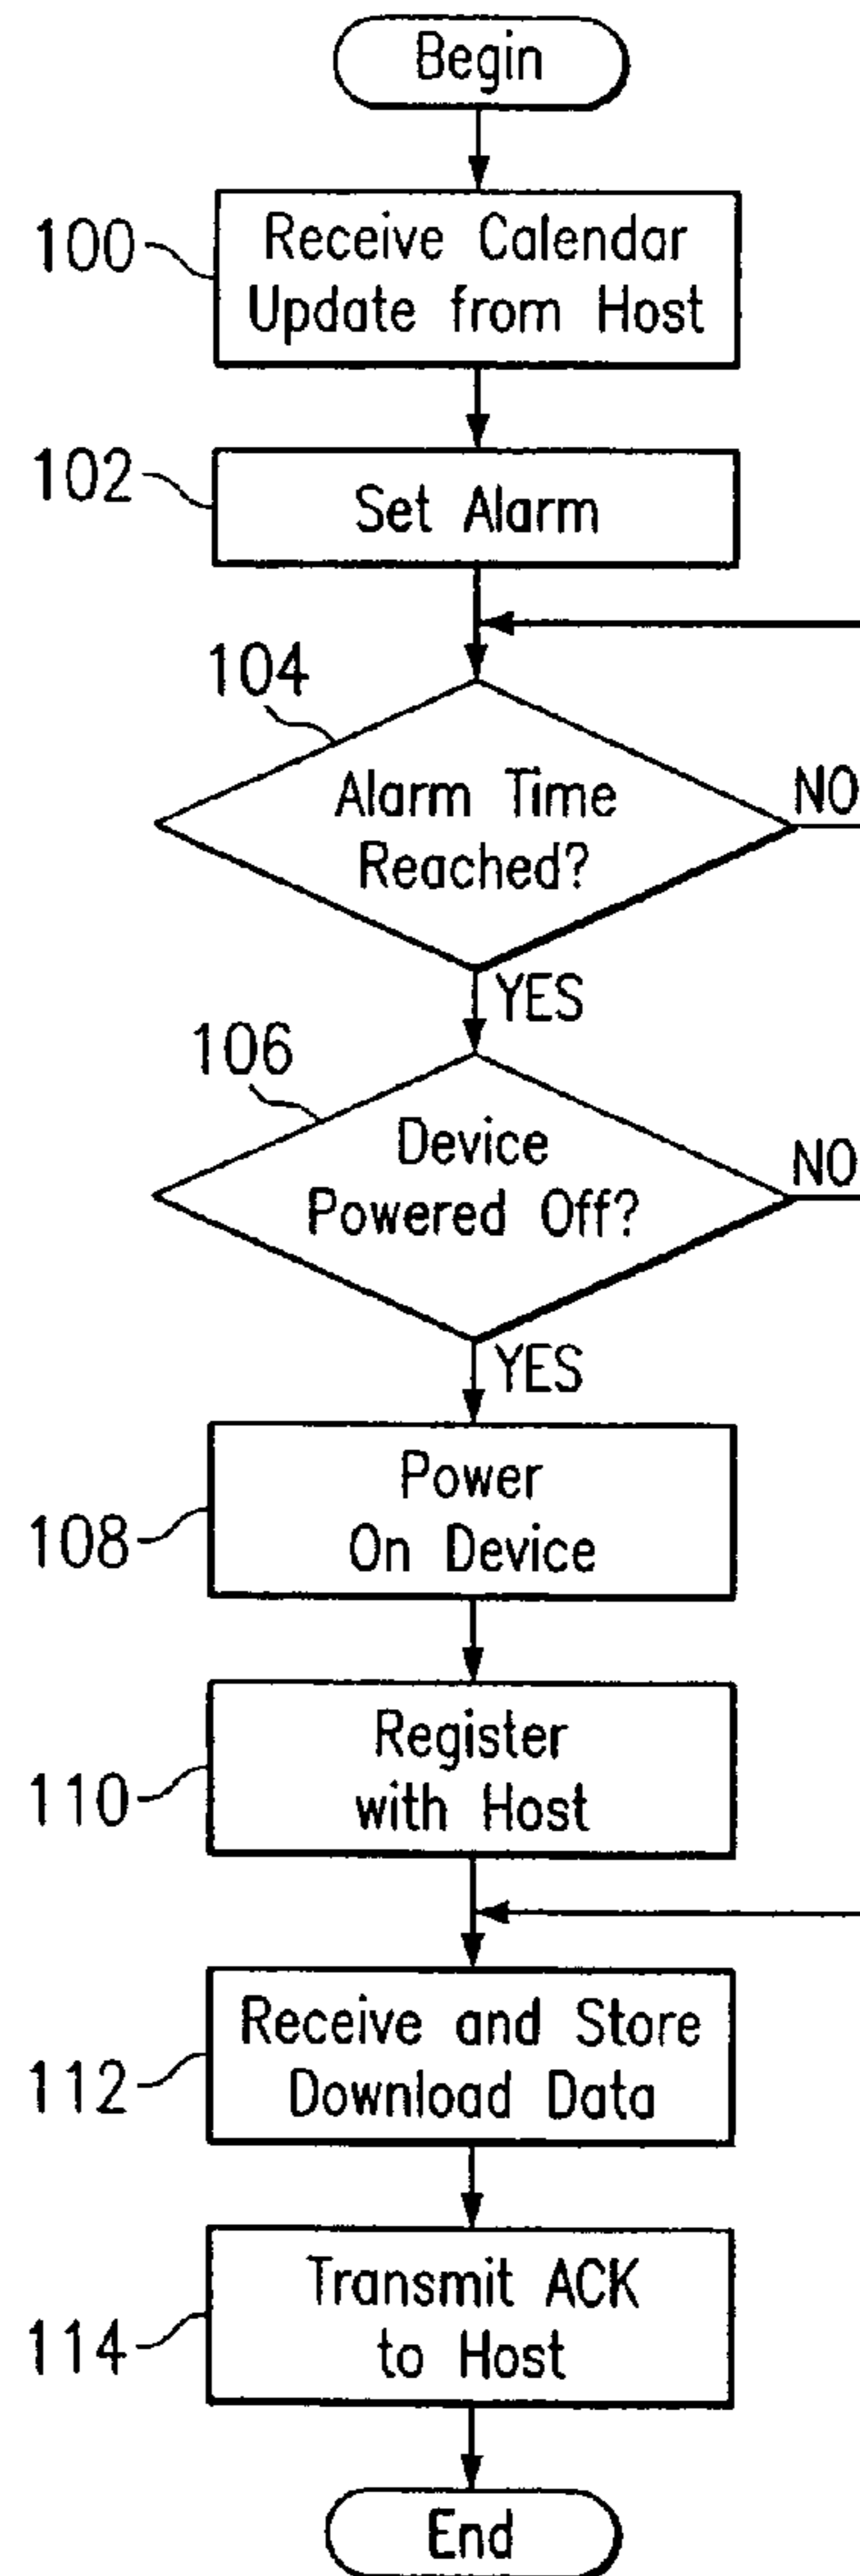 Begin
100
Receive Calendar
Update from Host
102
Set Alarm
104
Alarm Time
Reached?
NO
YES
106
Device
Powered Off?
NO
YES
108
Power
On Device
110
Register
with Host
112
Receive and Store
Download Data
114
Transmit ACK
to Host
End